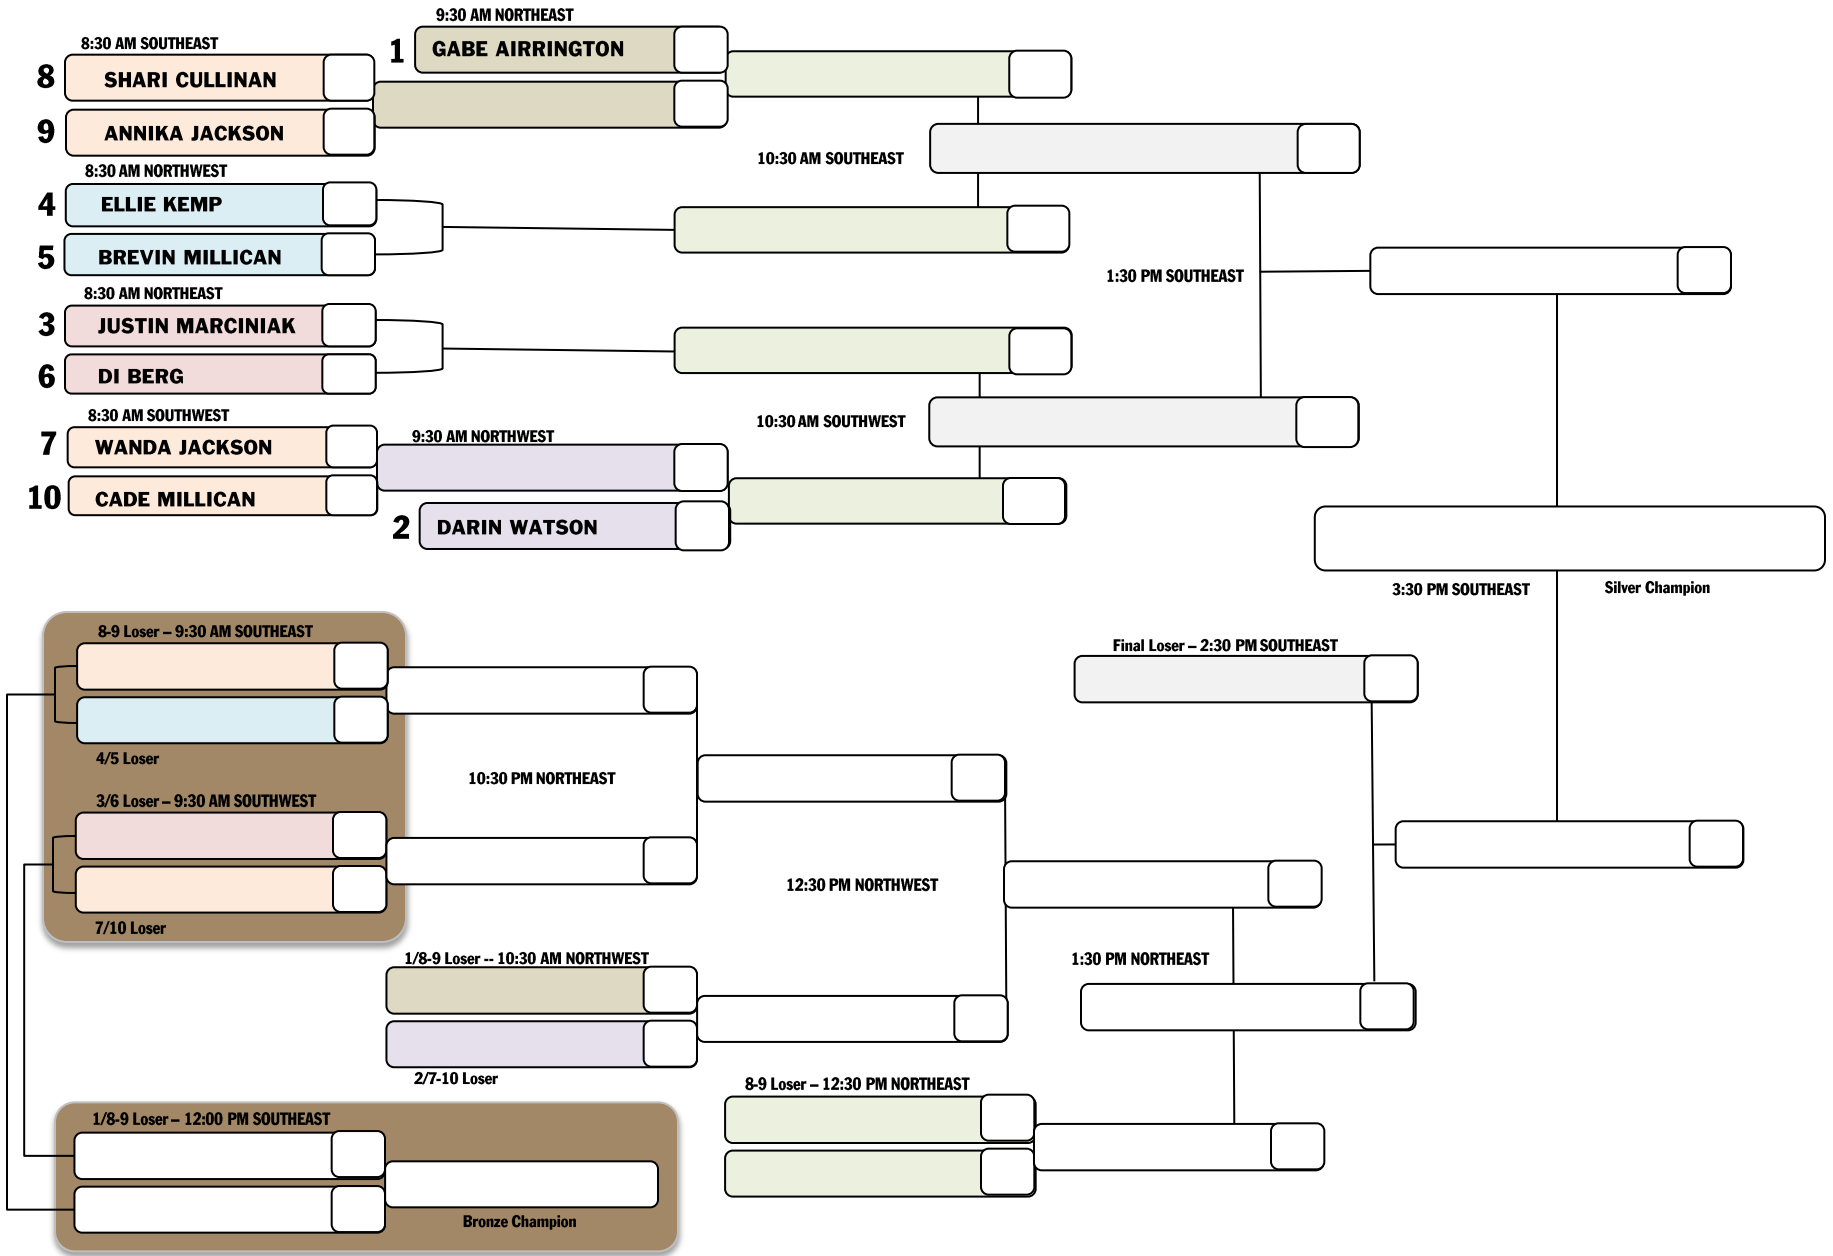 9:30 AM NORTHEAST
8:30 AM SOUTHEAST
1 GABE AIRRINGTON
8 SHARI CULLINAN
9 ANNIKA JACKSON
10:30 AM SOUTHEAST
8:30 AM NORTHWEST
4 ELLIE KEMP
5 BREVIN MILLICAN
1:30 PM SOUTHEAST
8:30 AM NORTHEAST
3 JUSTIN MARCINIAK
6 DI BERG
8:30 AM SOUTHWEST
10:30 AM SOUTHWEST
9:30 AM NORTHWEST
7 WANDA JACKSON
10 CADE MILLICAN
2 DARIN WATSON
3:30 PM SOUTHEAST
Silver Champion
8-9 Loser – 9:30 AM SOUTHEAST
Final Loser – 2:30 PM SOUTHEAST
4/5 Loser
10:30 PM NORTHEAST
3/6 Loser – 9:30 AM SOUTHWEST
12:30 PM NORTHWEST
7/10 Loser
1/8-9 Loser -- 10:30 AM NORTHWEST
1:30 PM NORTHEAST
2/7-10 Loser
8-9 Loser – 12:30 PM NORTHEAST
1/8-9 Loser – 12:00 PM SOUTHEAST
Bronze Champion